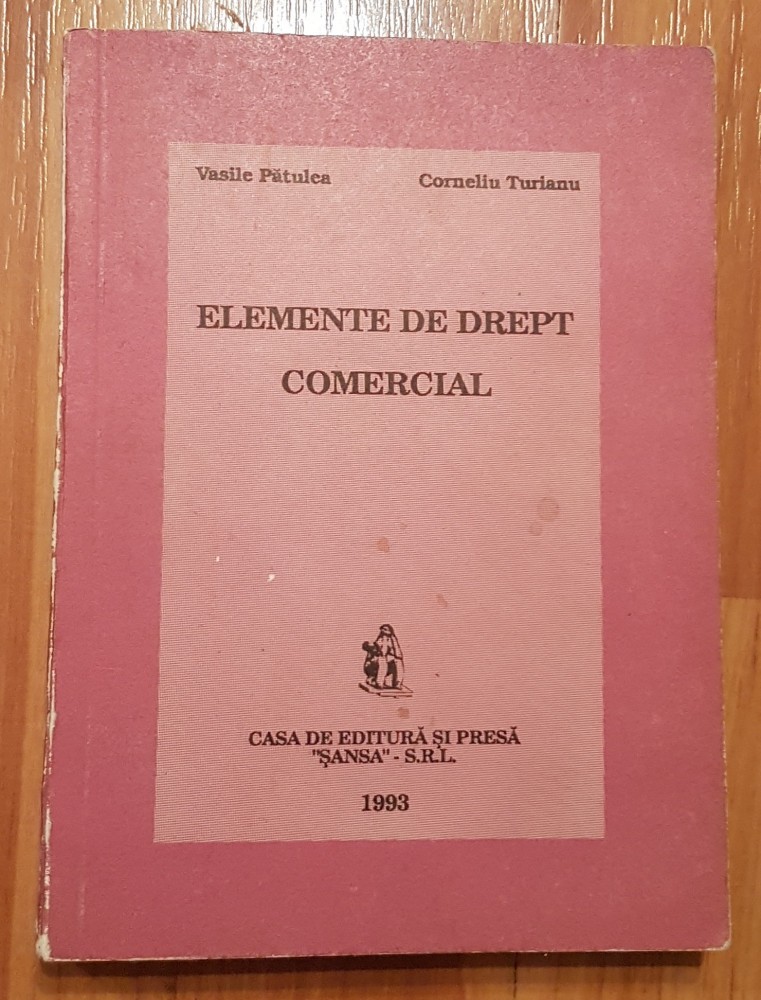 Vasile Pătulea Corneliu Turianu
ELEMENTE DE DREPT
COMERCIAL
CASA DE EDITURĂ ȘI PRESĂ
"ȘANSA" - S.R.L.
1993